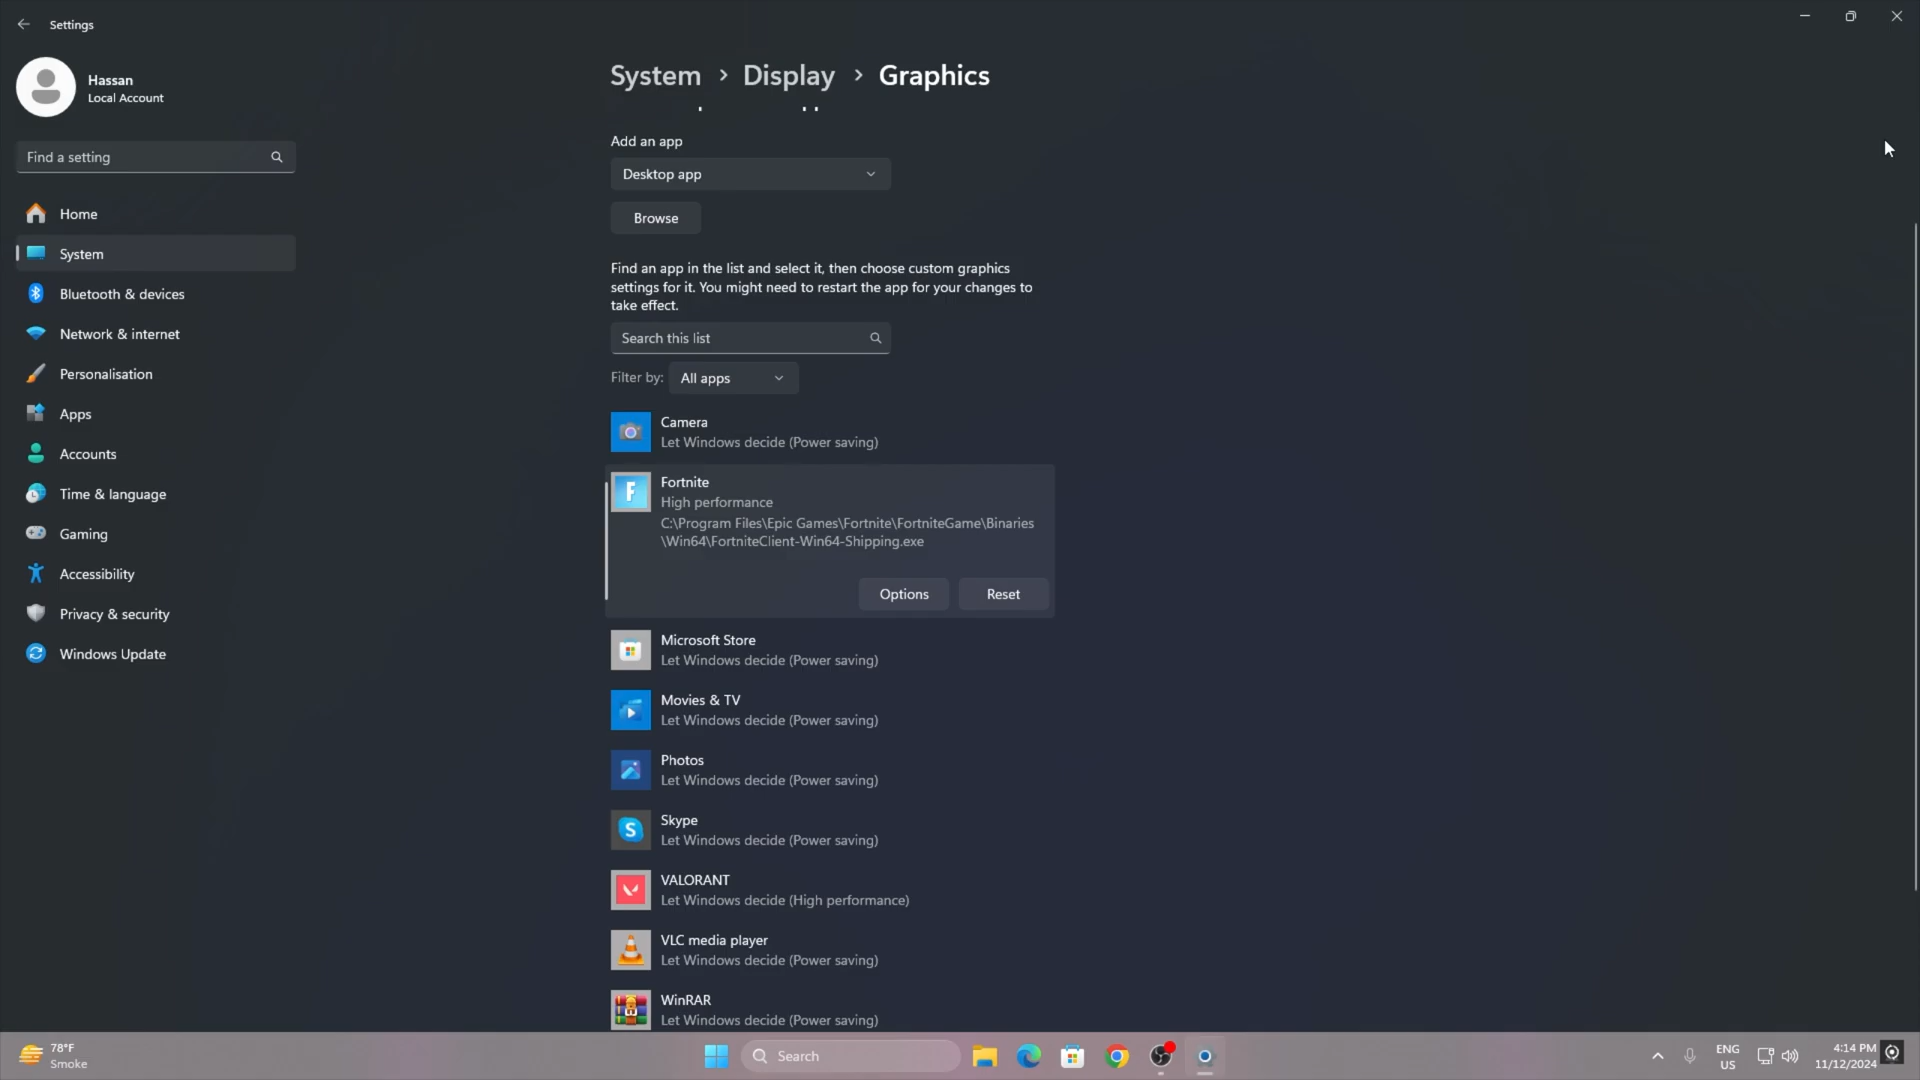 Settings
Hassan
Local Account
Find a setting
Home
System
Bluetooth & devices
Network & internet
Personalisation
Apps
Accounts
Time & language
Gaming
Accessibility
Privacy & security
Windows Update
System > Display > Graphics
Add an app
Desktop app
Browse
Find an app in the list and select it, then choose custom graphics
settings for it. You might need to restart the app for your changes to
take effect.
Search this list
Filter by: All apps
Camera
Let Windows decide (Power saving)
F
Fortnite
High performance
C:\Program Files\Epic Games\Fortnite\FortniteGame\Binaries
\Win64\FortniteClient-Win64-Shipping.exe
Options Reset
Microsoft Store
Let Windows decide (Power saving)
Movies & TV
Let Windows decide (Power saving)
Photos
Let Windows decide (Power saving)
S
Skype
Let Windows decide (Power saving)
VALORANT
Let Windows decide (High performance)
VLC media player
Let Windows decide (Power saving)
WinRAR
Let Windows decide (Power saving)
78°F
Smoke
Search
ENG
US
4:14 PM
11/12/2024